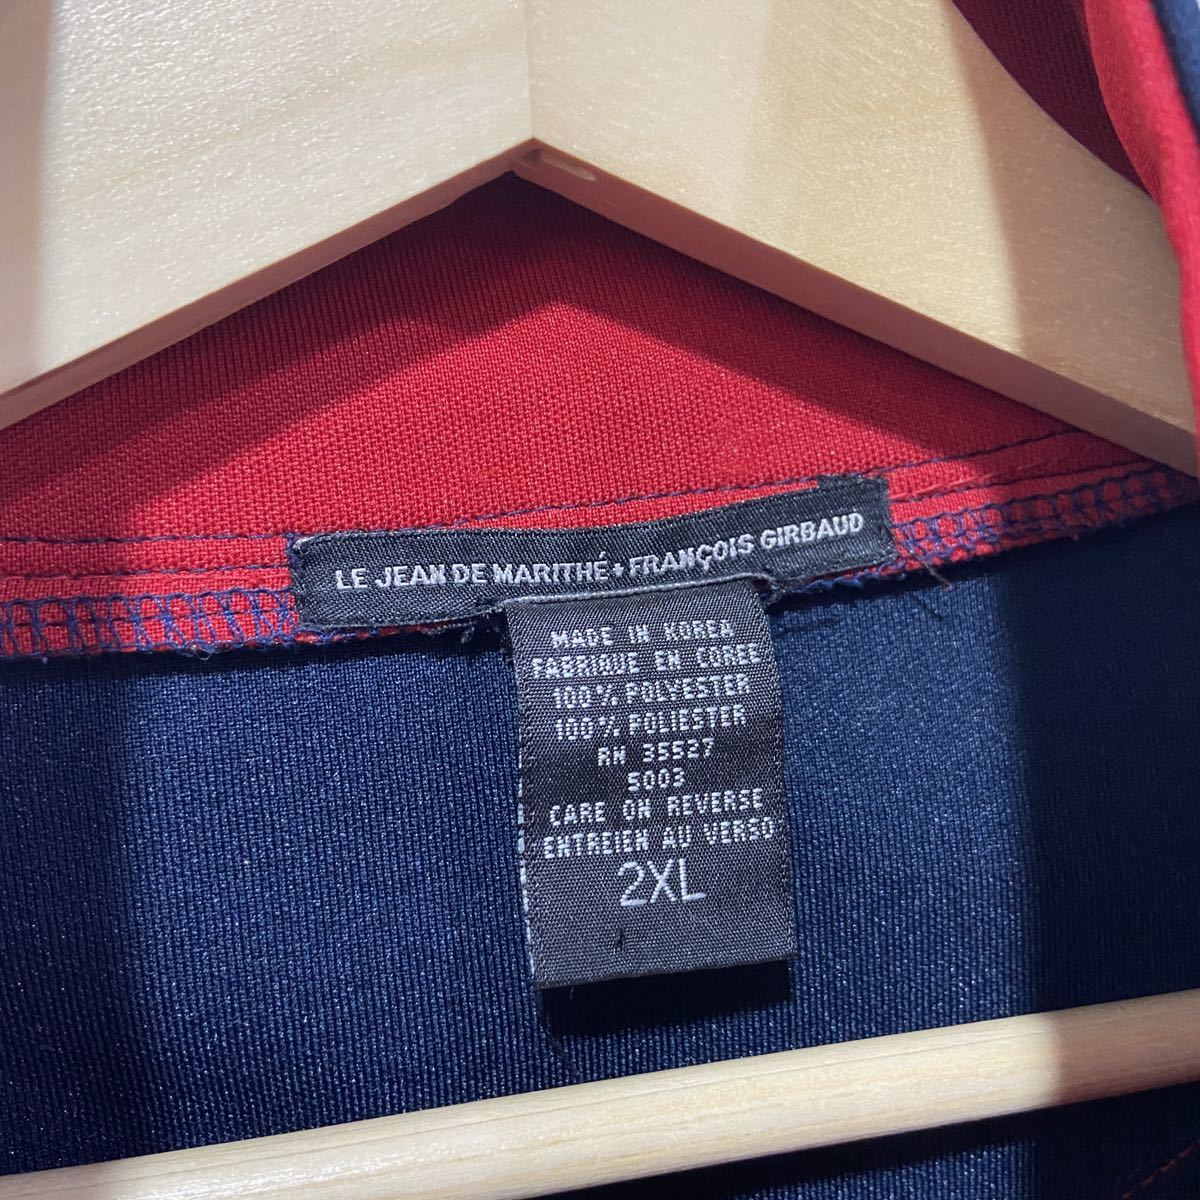 LE JEAN DE MARITHÉ + FRANÇOIS GIRBAUD
MADE IN KOREA
FABRIQUE EN COREE
100% POLYESTER
100% POLIESTER
RN 35527
5003
CARE ON REVERSE
ENTREIEN AU VERSO
2XL